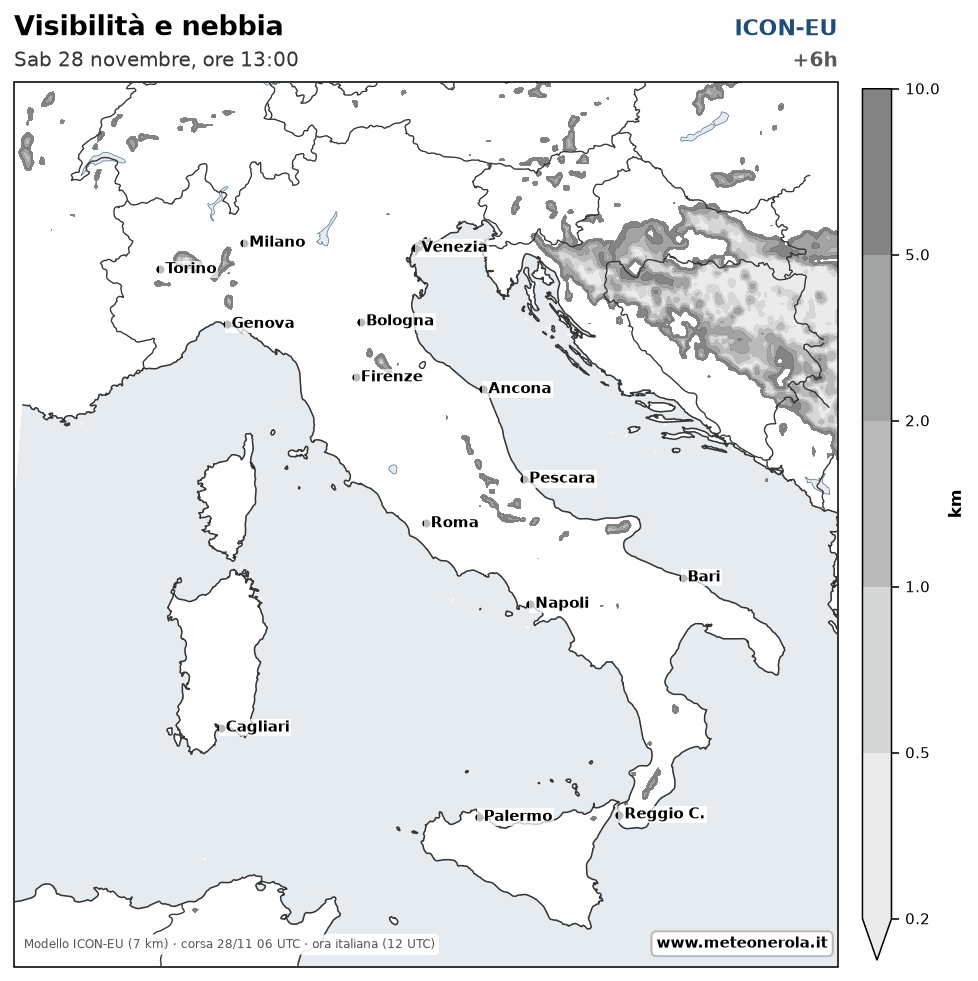 Visibilità e nebbia
ICON-EU
Sab 28 novembre, ore 13:00
+6h
10.0
Milano
Venezia
5.0
Torino
Genova
Bologna
Firenze
Ancona
2.0
Pescara
km
Roma
Bari
1.0
Napoli
Cagliari
0.5
Palermo
Reggio C.
0.2
Modello ICON-EU (7 km) · corsa 28/11 06 UTC · ora italiana (12 UTC)
www.meteonerola.it